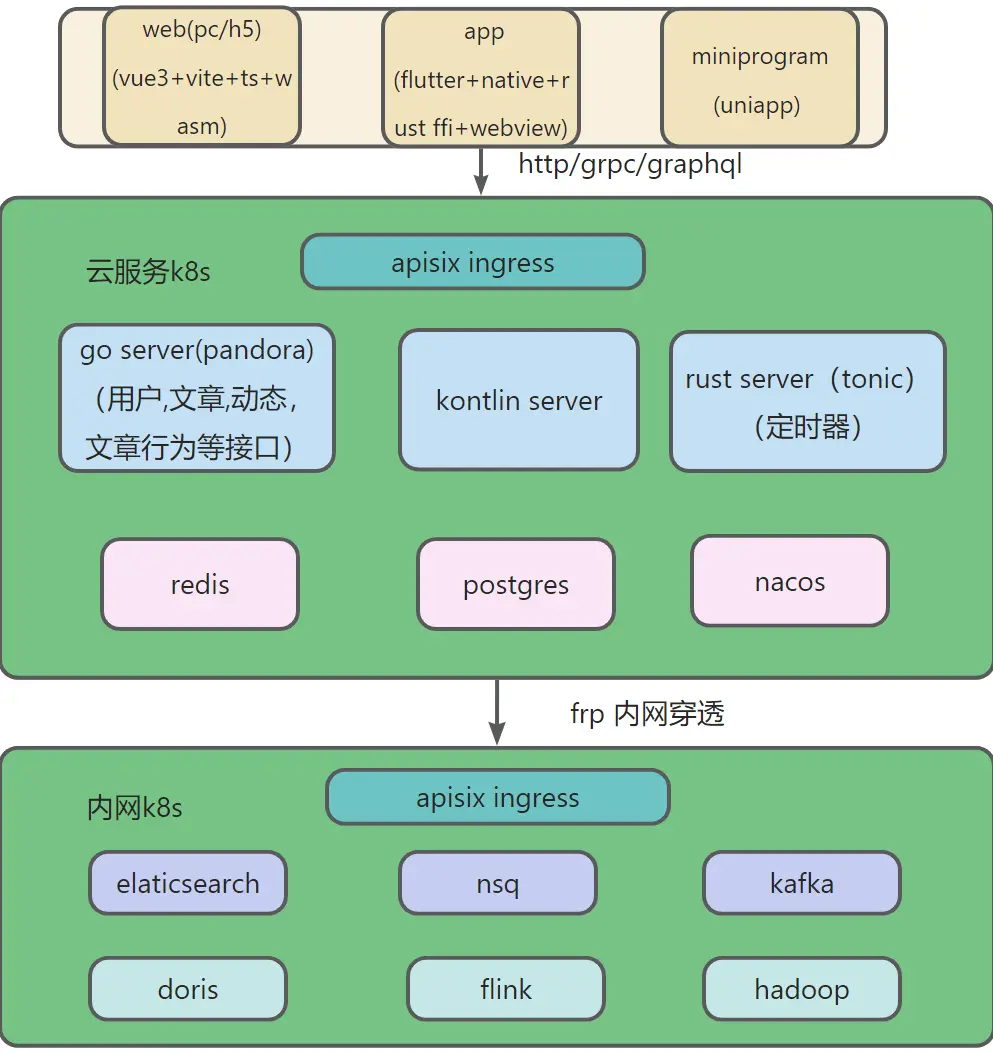 web(pc/h5)
(vue3+vite+ts+w
asm)
app
(flutter+native+r
ust ffi+webview)
miniprogram
(uniapp)
http/grpc/graphql
云服务k8s
apisix ingress
go server(pandora)
（用户,文章,动态，
文章行为等接口）
kontlin server
rust server（tonic）
（定时器）
redis
postgres
nacos
frp 内网穿透
内网k8s
apisix ingress
elaticsearch
nsq
kafka
doris
flink
hadoop